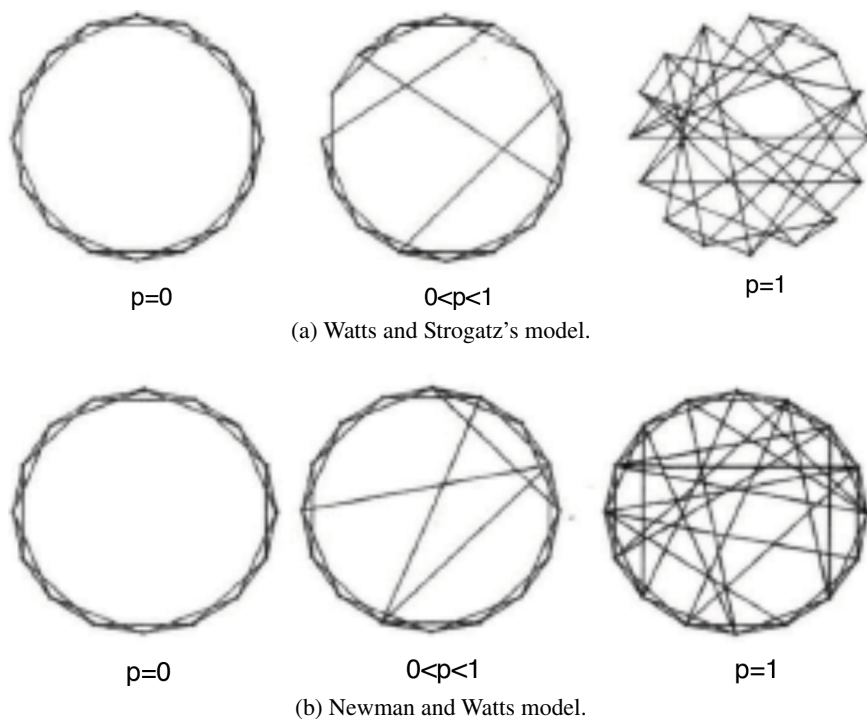 p=0 0<p<1 p=1
(a) Watts and Strogatz's model.
p=0 0<p<1 p=1
(b) Newman and Watts model.